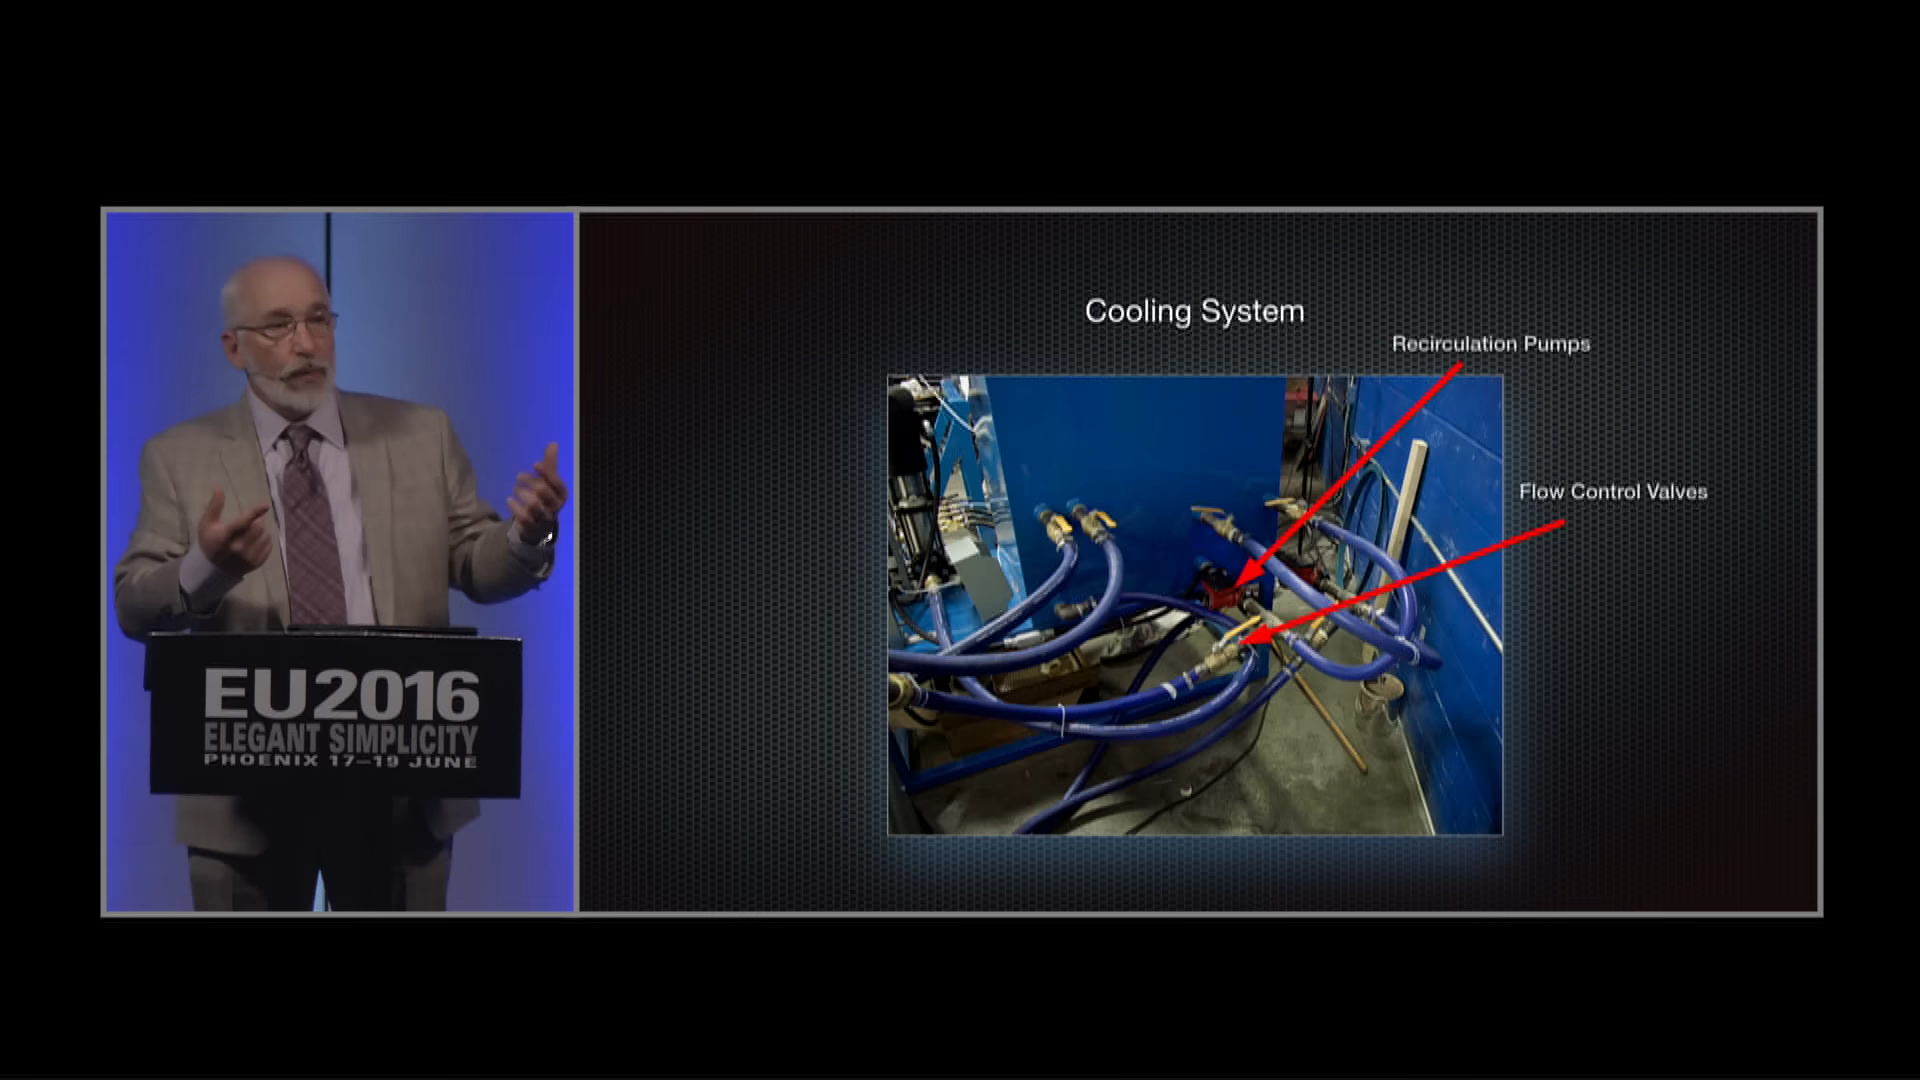 Cooling System
Recirculation Pumps
Flow Control Valves
EU2016
ELEGANT SIMPLICITY
PHOENIX 17–19 JUNE